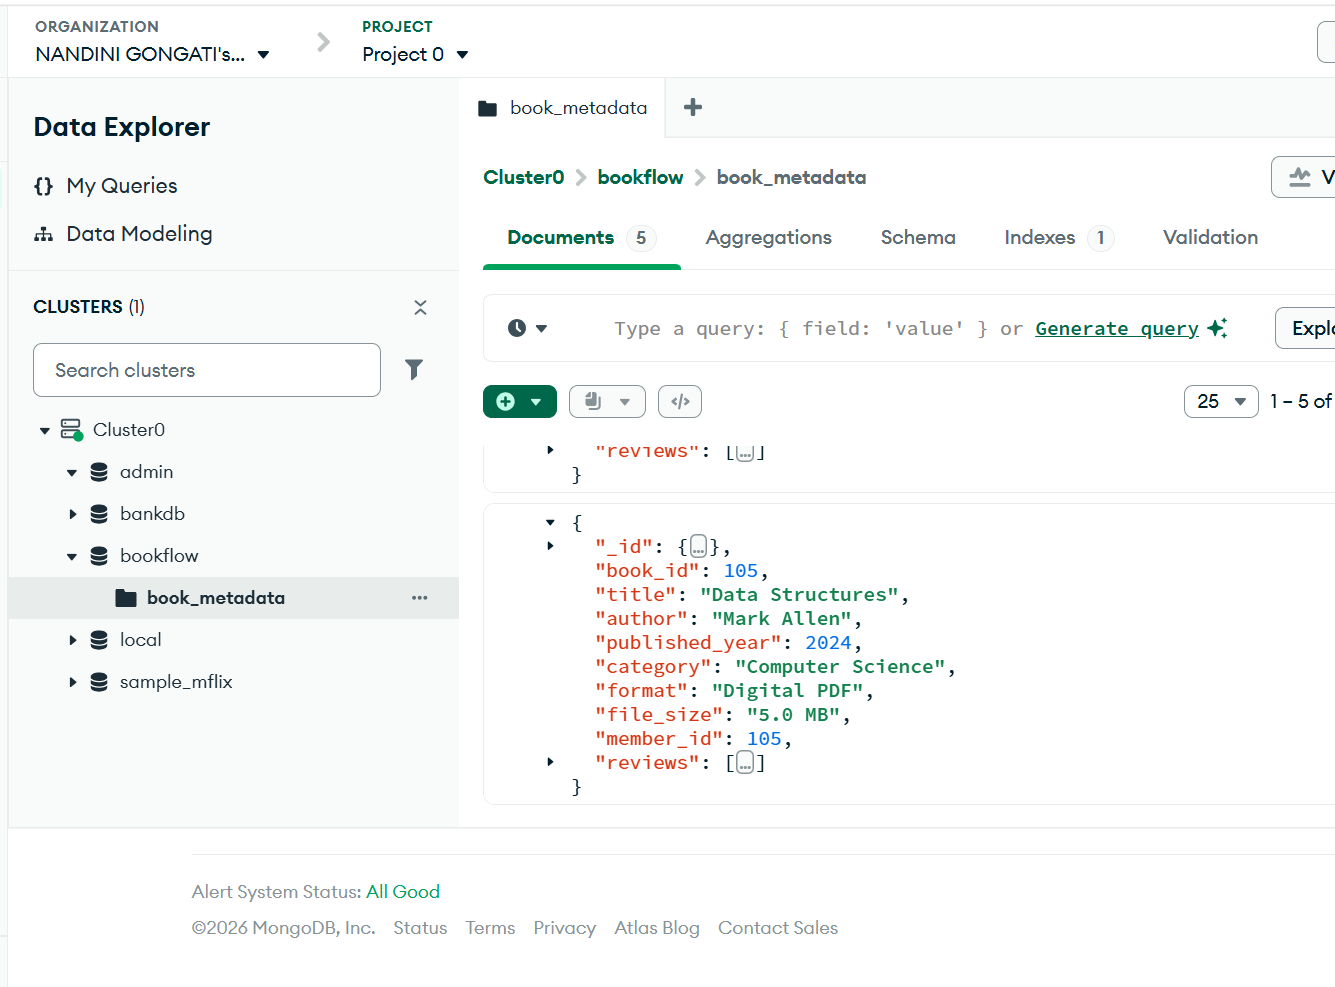 ORGANIZATION
NANDINI GONGATI's...
PROJECT
Project 0
Data Explorer
My Queries
Data Modeling
CLUSTERS (1)
Search clusters
Cluster0
admin
bankdb
bookflow
book_metadata
local
sample_mflix
book_metadata
Cluster0 > bookflow > book_metadata
Documents 5 Aggregations Schema Indexes 1 Validation
Type a query: { field: 'value' } or Generate query
25 1 – 5 of
"reviews": […]
}
{
"_id": {…},
"book_id": 105,
"title": "Data Structures",
"author": "Mark Allen",
"published_year": 2024,
"category": "Computer Science",
"format": "Digital PDF",
"file_size": "5.0 MB",
"member_id": 105,
"reviews": […]
}
Alert System Status: All Good
©2026 MongoDB, Inc. Status Terms Privacy Atlas Blog Contact Sales